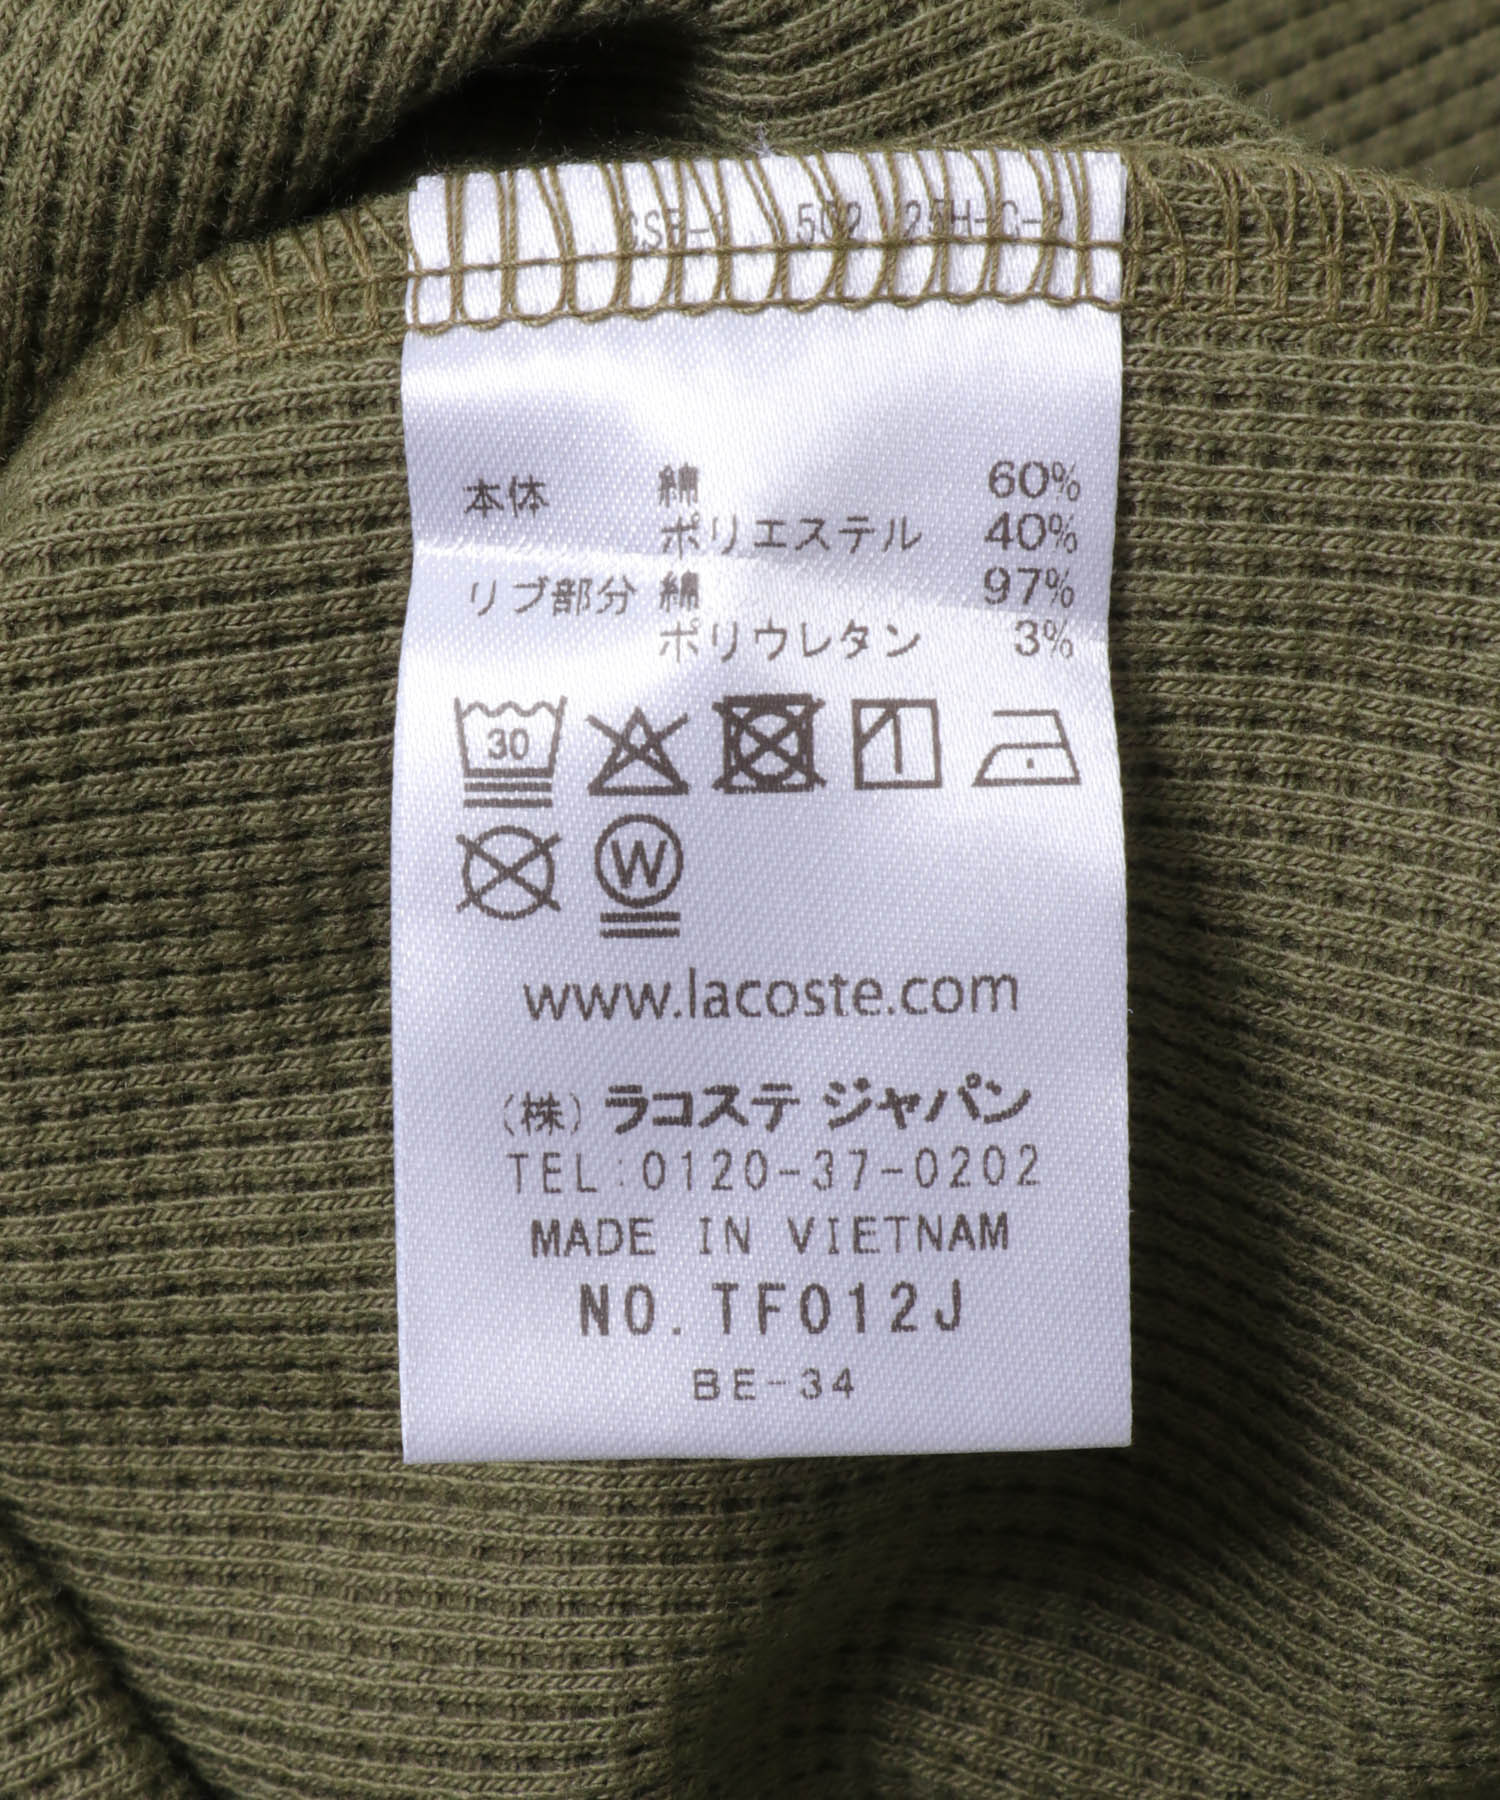 本体 綿 60%
ポリエステル 40%
リブ部分 綿 97%
ポリウレタン 3%
30
W
www.lacoste.com
(株) ラコステ ジャパン
TEL:0120-37-0202
MADE IN VIETNAM
NO. TF012J
BE-34